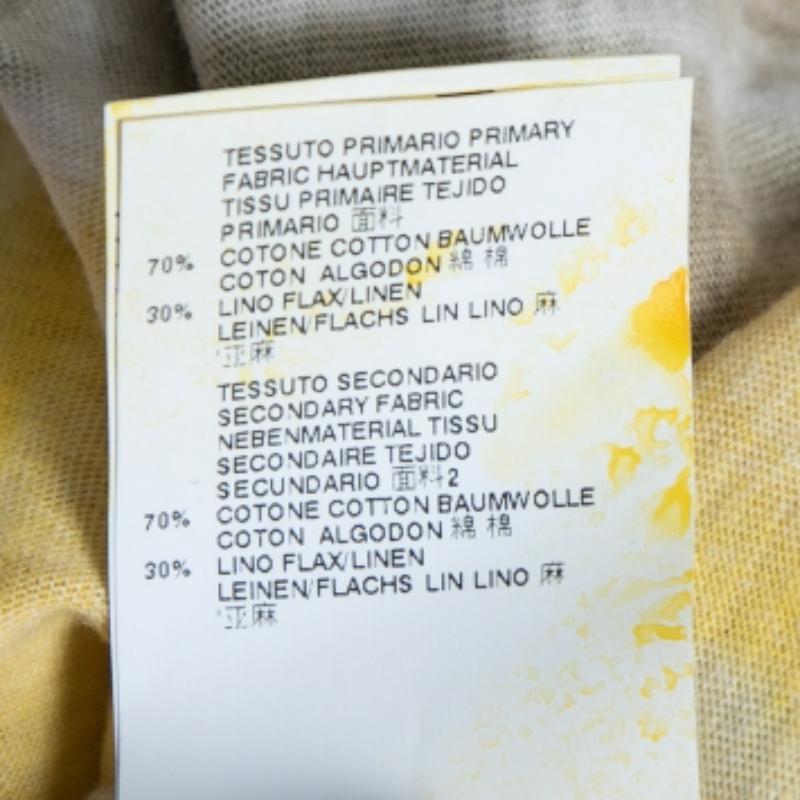 TESSUTO PRIMARIO PRIMARY
FABRIC HAUPTMATERIAL
TISSU PRIMAIRE TEJIDO
PRIMARIO 面料
70% COTONE COTTON BAUMWOLLE
COTON ALGODON 綿 棉
30% LINO FLAX/LINEN
LEINEN/FLACHS LIN LINO 麻
亚麻
TESSUTO SECONDARIO
SECONDARY FABRIC
NEBENMATERIAL TISSU
SECONDAIRE TEJIDO
SECUNDARIO 面料2
70% COTONE COTTON BAUMWOLLE
COTON ALGODON 綿 棉
30% LINO FLAX/LINEN
LEINEN/FLACHS LIN LINO 麻
亚麻